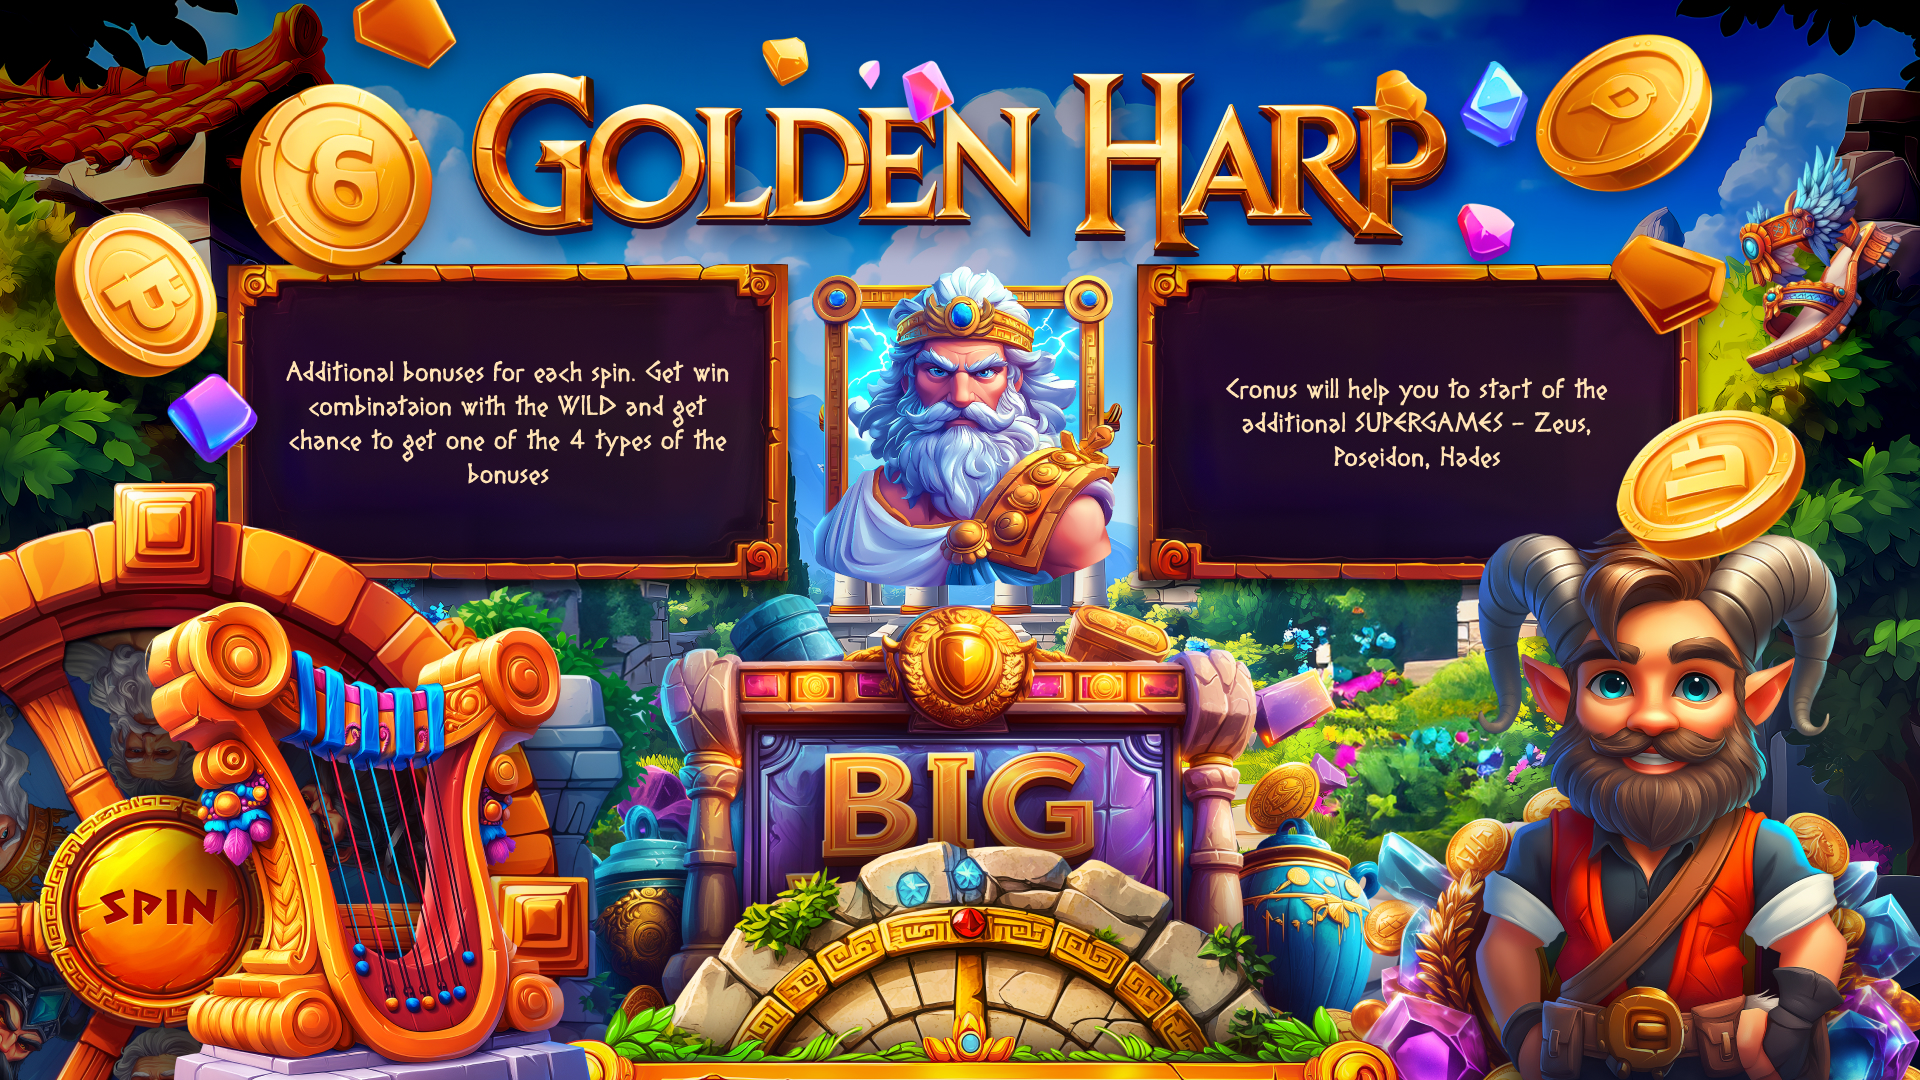 GOLDEN HARP
Additional bonuses for each spin. Get win
combinataion with the WILD and get
chance to get one of the 4 types of the
bonuses
Cronus will help you to start of the
additional SUPERGAMES - Zeus,
Poseidon, Hades
BIG
SPIN